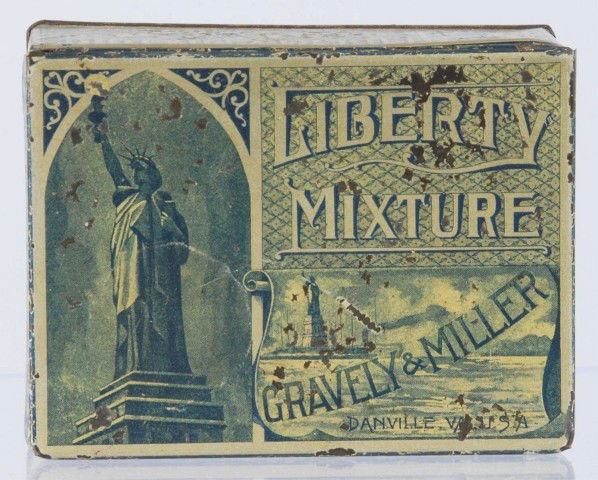 LIBERTY
MIXTURE
GRAVELY & MILLER
DANVILLE. VA. U.S.A.